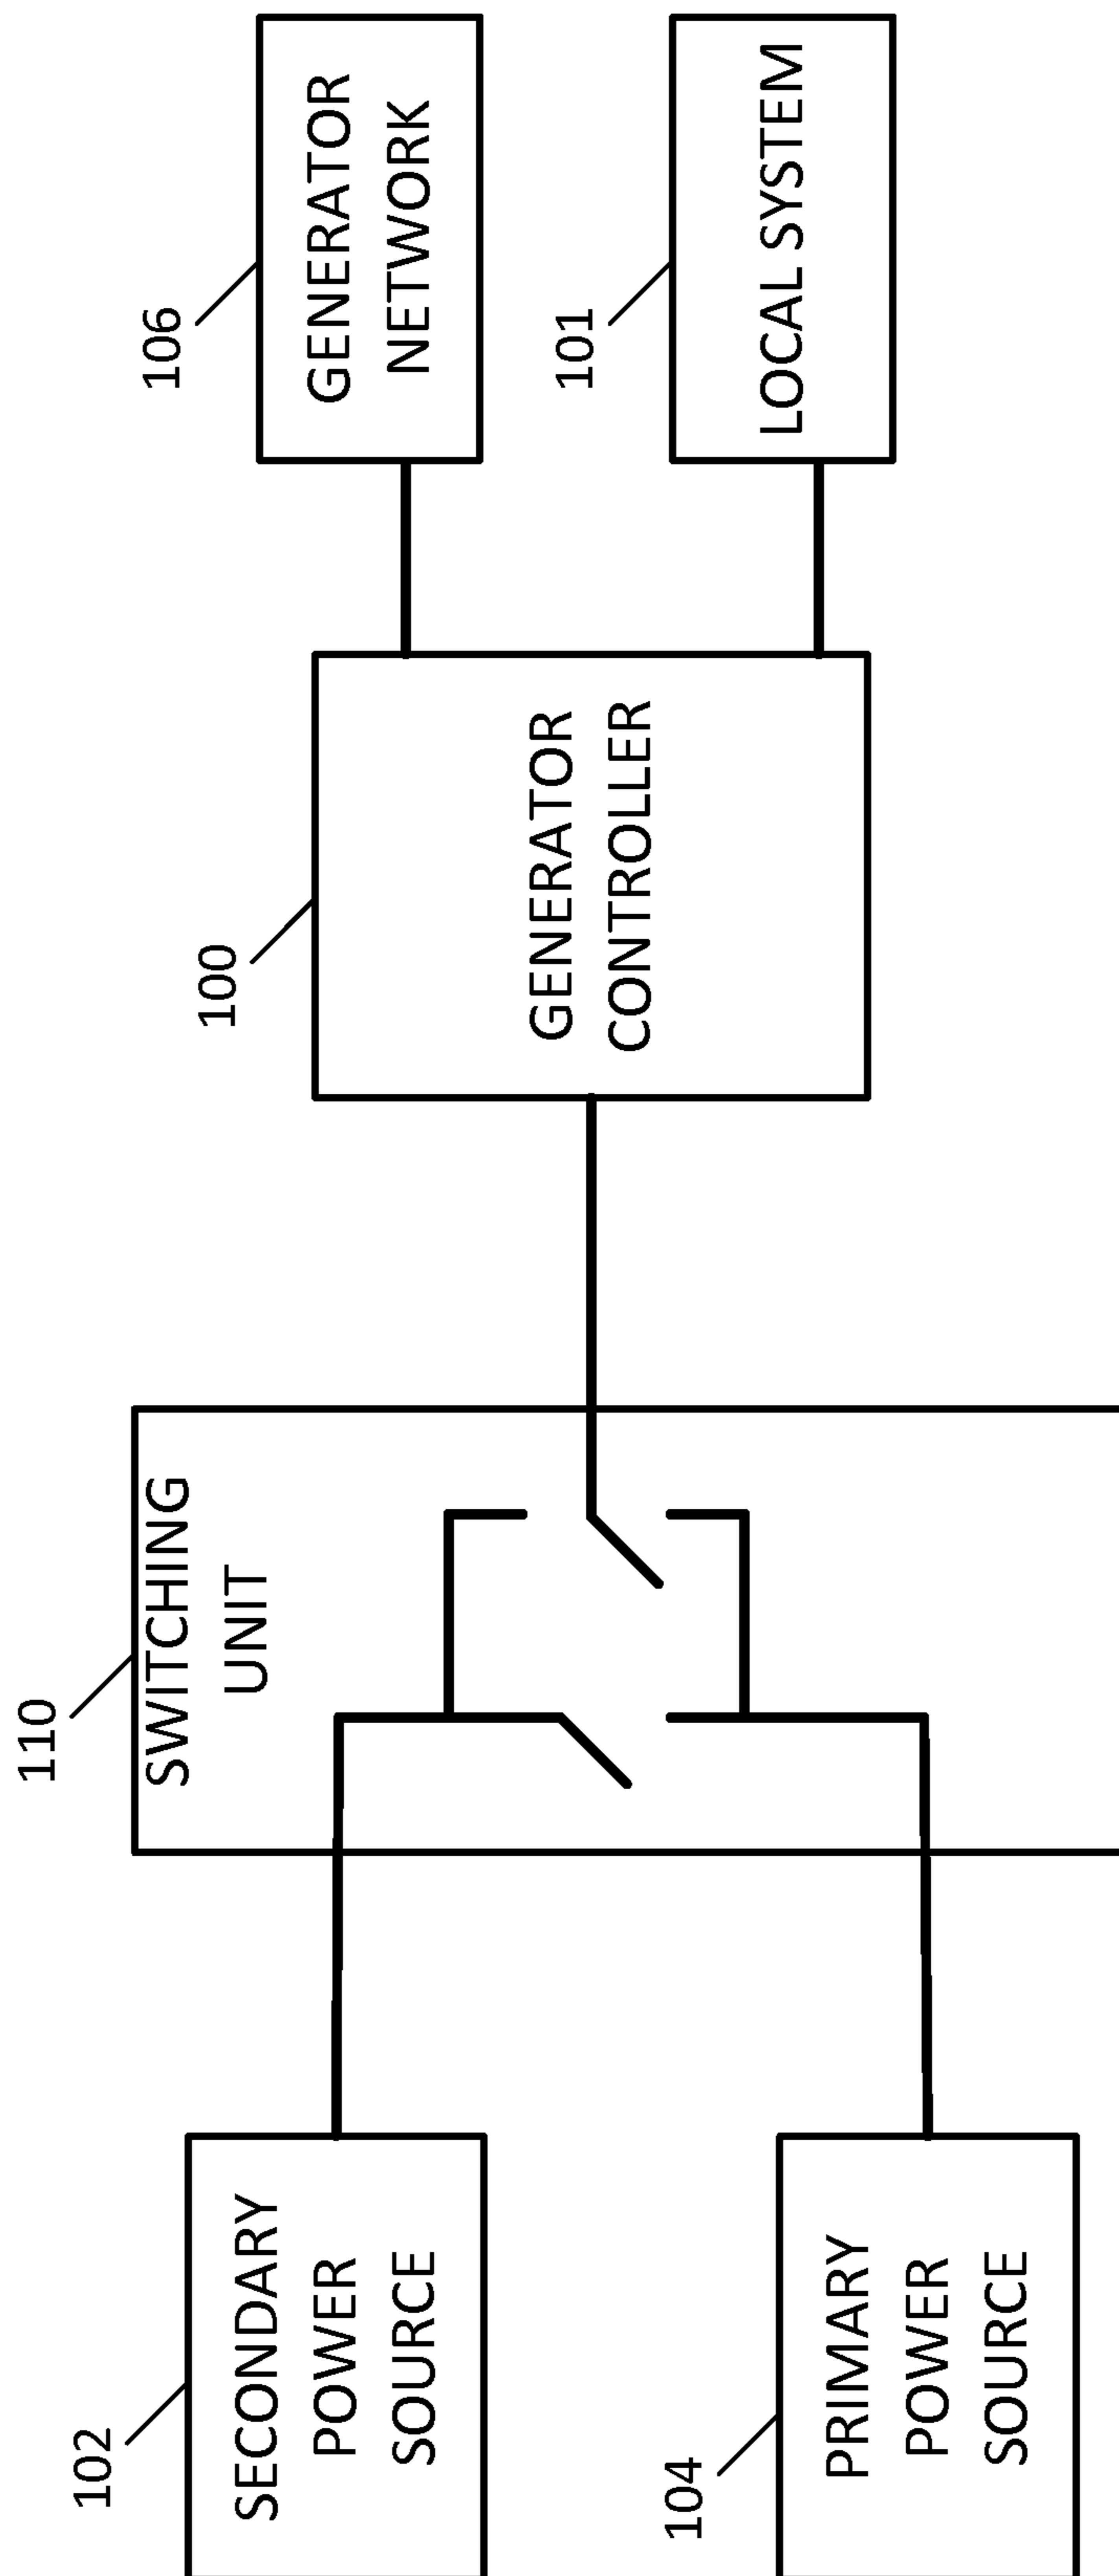 110
SWITCHING
UNIT
102
SECONDARY
POWER
SOURCE
100
GENERATOR
CONTROLLER
106
GENERATOR
NETWORK
104
PRIMARY
POWER
SOURCE
101
LOCAL SYSTEM